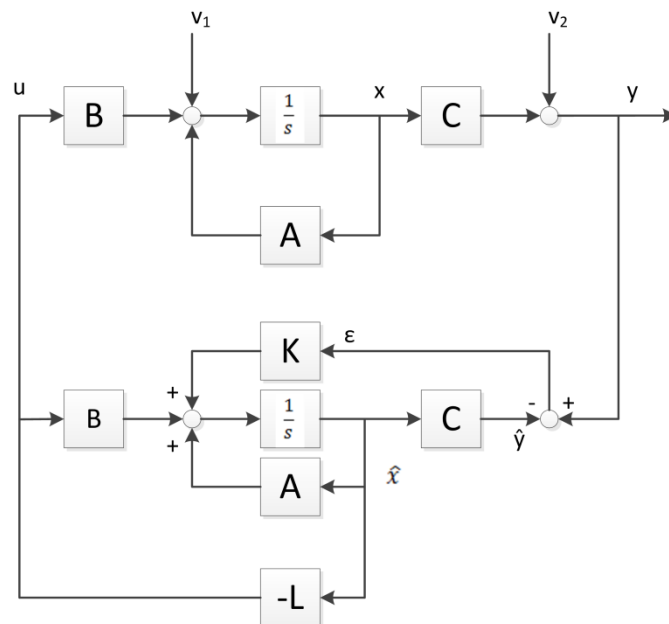 v₁
v₂
u
B
1/s
x
C
y
A
K
ε
+
B
1/s
C
-
+
ŷ
+
A
x̂
-L